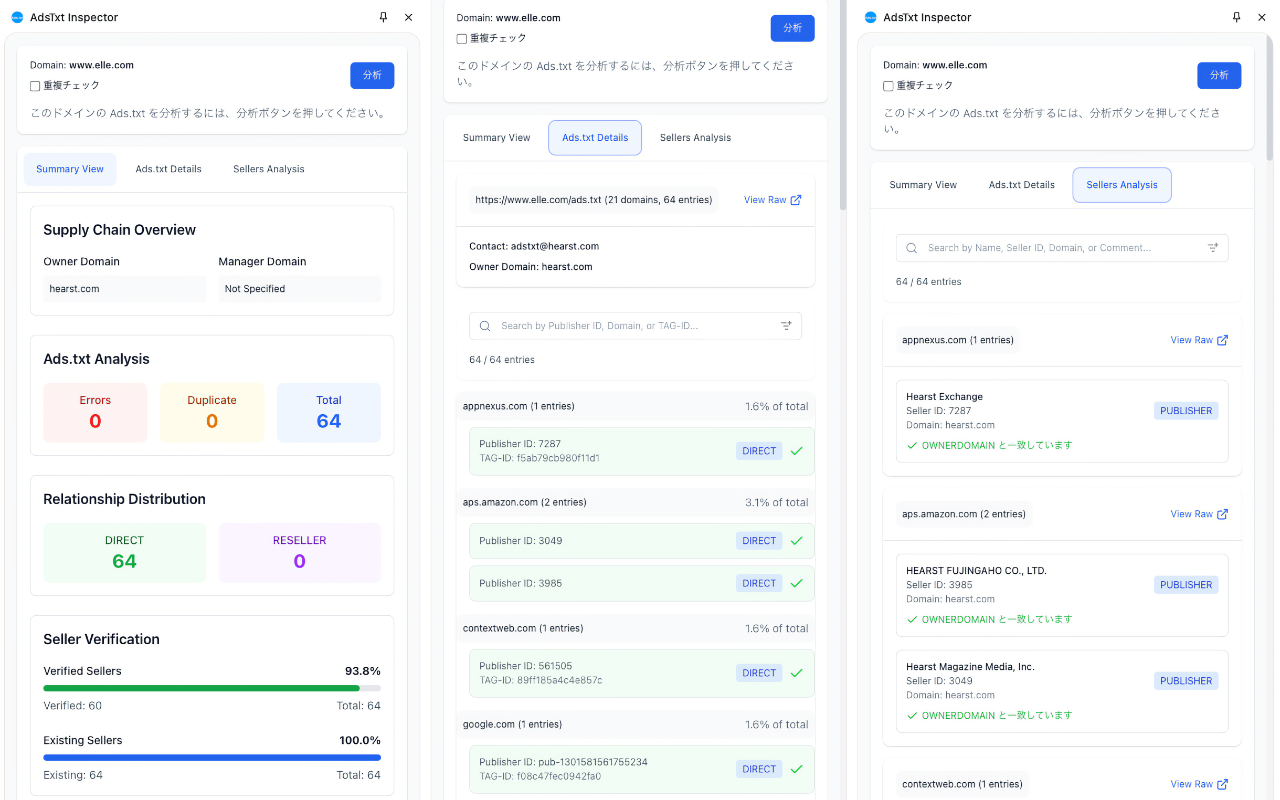 AdsTxt Inspector
Domain: www.elle.com
重複チェック
分析
このドメインの Ads.txt を分析するには、分析ボタンを押してください。
Summary View
Ads.txt Details
Sellers Analysis
Supply Chain Overview
Owner Domain
Manager Domain
hearst.com
Not Specified
Ads.txt Analysis
Errors
0
Duplicate
0
Total
64
Relationship Distribution
DIRECT
64
RESELLER
0
Seller Verification
Verified Sellers
93.8%
Verified: 60
Total: 64
Existing Sellers
100.0%
Existing: 64
Total: 64
Domain: www.elle.com
重複チェック
分析
このドメインの Ads.txt を分析するには、分析ボタンを押してくださ
い。
Summary View
Ads.txt Details
Sellers Analysis
https://www.elle.com/ads.txt (21 domains, 64 entries)
View Raw
Contact: adstxt@hearst.com
Owner Domain: hearst.com
Search by Publisher ID, Domain, or TAG-ID...
64 / 64 entries
appnexus.com (1 entries)
1.6% of total
Publisher ID: 7287
TAG-ID: f5ab79cb980f11d1
DIRECT
aps.amazon.com (2 entries)
3.1% of total
Publisher ID: 3049
DIRECT
Publisher ID: 3985
DIRECT
contextweb.com (1 entries)
1.6% of total
Publisher ID: 561505
TAG-ID: 89ff185a4c4e857c
DIRECT
google.com (1 entries)
1.6% of total
Publisher ID: pub-1301581561755234
TAG-ID: f08c47fec0942fa0
DIRECT
AdsTxt Inspector
Domain: www.elle.com
重複チェック
分析
このドメインの Ads.txt を分析するには、分析ボタンを押してくださ
い。
Summary View
Ads.txt Details
Sellers Analysis
Search by Name, Seller ID, Domain, or Comment...
64 / 64 entries
appnexus.com (1 entries)
View Raw
Hearst Exchange
Seller ID: 7287
Domain: hearst.com
PUBLISHER
OWNERDOMAIN と一致しています
aps.amazon.com (2 entries)
View Raw
HEARST FUJINGAHO CO., LTD.
Seller ID: 3985
Domain: hearst.com
PUBLISHER
OWNERDOMAIN と一致しています
Hearst Magazine Media, Inc.
Seller ID: 3049
Domain: hearst.com
PUBLISHER
OWNERDOMAIN と一致しています
contextweb.com (1 entries)
View Raw